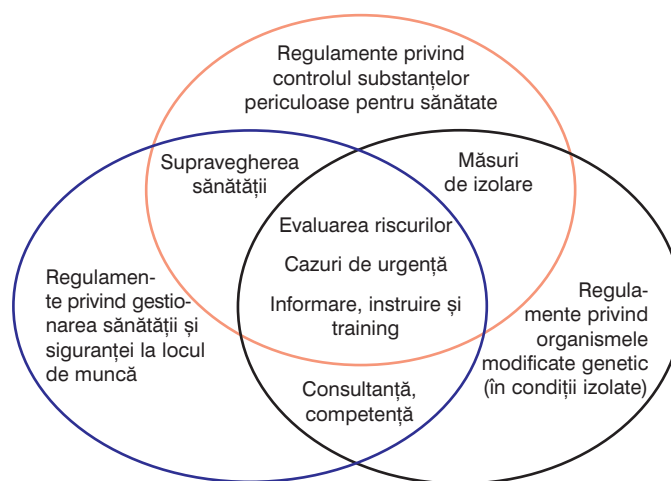 Regulamente privind
controlul substanțelor
periculoase pentru sănătate
Supravegherea
sănătății
Măsuri
de izolare
Evaluarea riscurilor
Cazuri de urgență
Informare, instruire și
training
Regulamen-
te privind gestio-
narea sănătății și
siguranței la locul
de muncă
Regula-
mente privind
organismele
modificate genetic
(în condiții izolate)
Consultanță,
competență